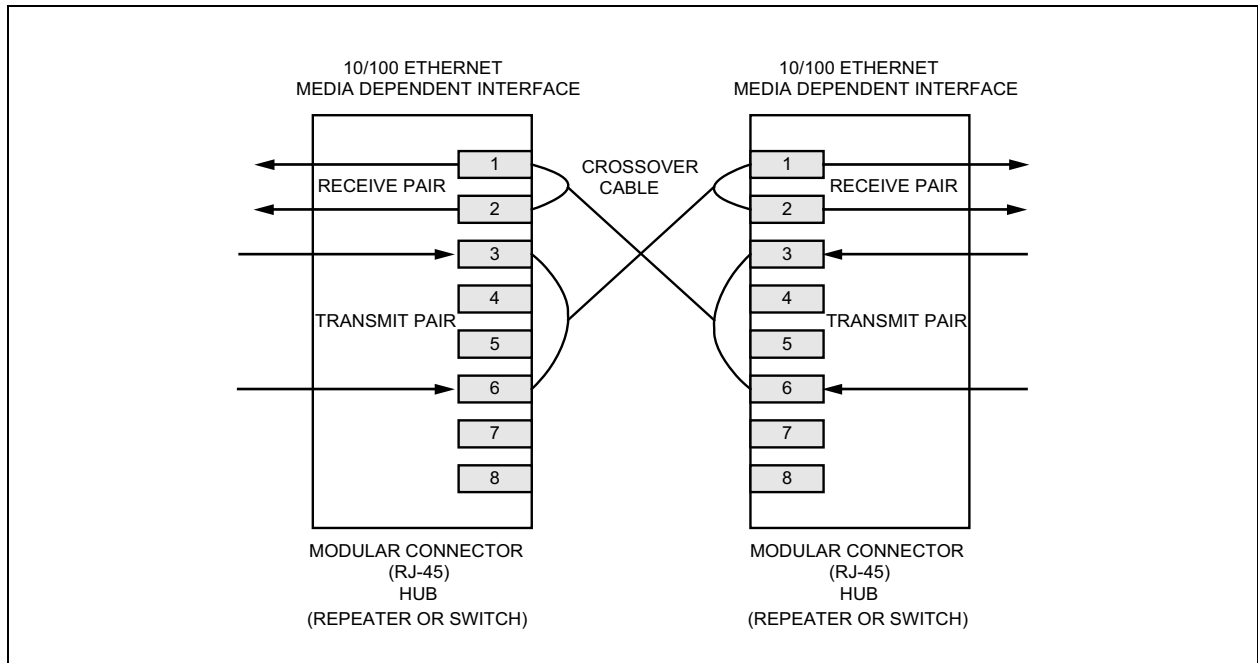 10/100 ETHERNET
MEDIA DEPENDENT INTERFACE
10/100 ETHERNET
MEDIA DEPENDENT INTERFACE
1
RECEIVE PAIR
2
3
4
TRANSMIT PAIR
5
6
7
8
CROSSOVER
CABLE
1
RECEIVE PAIR
2
3
4
TRANSMIT PAIR
5
6
7
8
MODULAR CONNECTOR
(RJ-45)
HUB
(REPEATER OR SWITCH)
MODULAR CONNECTOR
(RJ-45)
HUB
(REPEATER OR SWITCH)